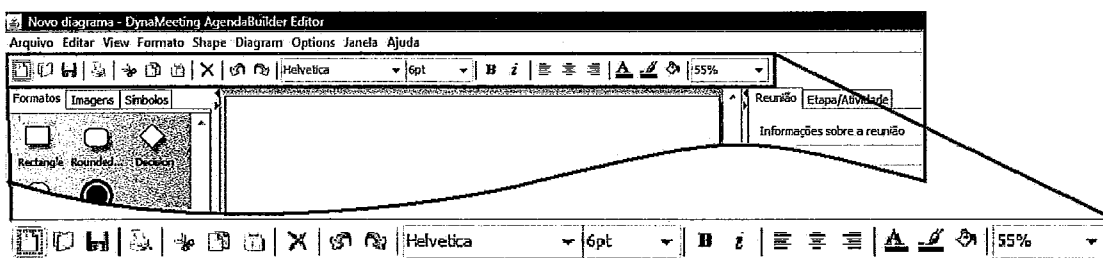 Novo diagrama - DynaMeeting AgendaBuilder Editor
Arquivo Editar View Formato Shape Diagram Options Janela Ajuda
Helvetica 6pt B i A 55%
Formatos Imagens Símbolos Reunião Etapa/Atividade
Informações sobre a reunião
Rectangle Rounded... Decision
Helvetica 6pt B i A 55%